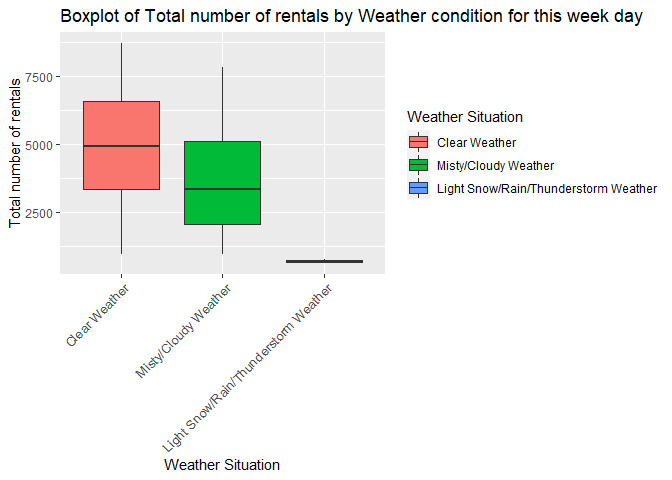 Boxplot of Total number of rentals by Weather condition for this week day
Total number of rentals
7500
5000
2500
Clear Weather
Misty/Cloudy Weather
Light Snow/Rain/Thunderstorm Weather
Weather Situation
Weather Situation
Clear Weather
Misty/Cloudy Weather
Light Snow/Rain/Thunderstorm Weather